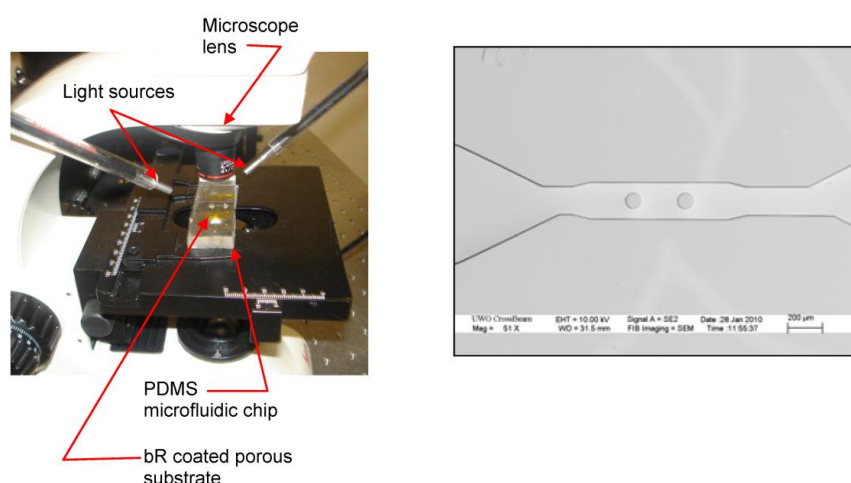 Microscope
lens
Light sources
PDMS
microfluidic chip
bR coated porous
substrate
UWO CrossBeam
Mag = 51 X
EHT = 10.00 kV
WD = 31.5 mm
Signal A = SE2
FIB Imaging = SEM
Date :28 Jan 2010
Time :11:55:37
200 µm